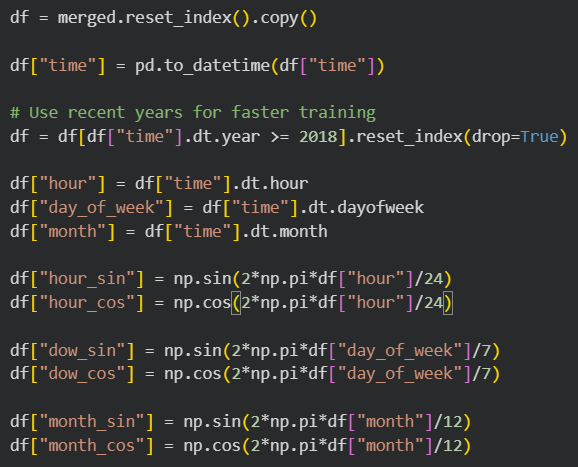 df = merged.reset_index().copy()
df["time"] = pd.to_datetime(df["time"])
# Use recent years for faster training
df = df[df["time"].dt.year >= 2018].reset_index(drop=True)
df["hour"] = df["time"].dt.hour
df["day_of_week"] = df["time"].dt.dayofweek
df["month"] = df["time"].dt.month
df["hour_sin"] = np.sin(2*np.pi*df["hour"]/24)
df["hour_cos"] = np.cos(2*np.pi*df["hour"]/24)
df["dow_sin"] = np.sin(2*np.pi*df["day_of_week"]/7)
df["dow_cos"] = np.cos(2*np.pi*df["day_of_week"]/7)
df["month_sin"] = np.sin(2*np.pi*df["month"]/12)
df["month_cos"] = np.cos(2*np.pi*df["month"]/12)